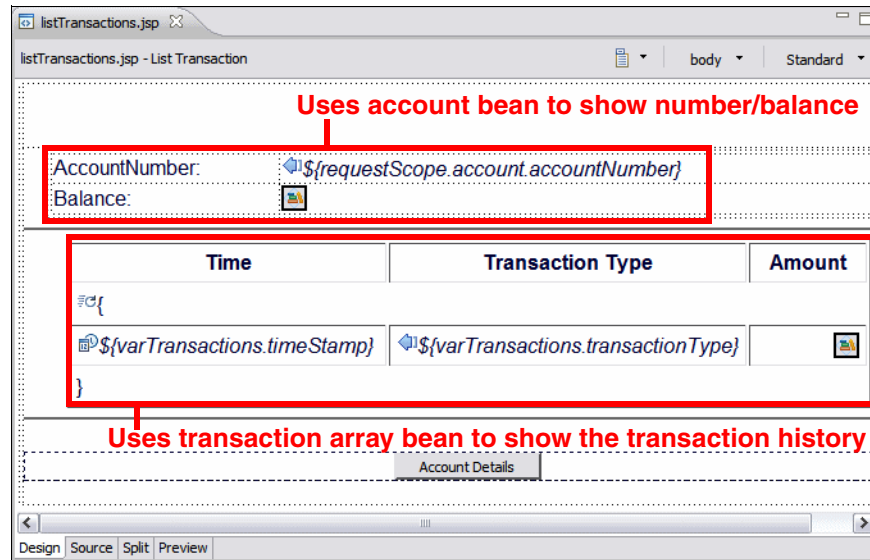 listTransactions.jsp
listTransactions.jsp - List Transaction
body
Standard
Uses account bean to show number/balance
AccountNumber: ${requestScope.account.accountNumber}
Balance:
Time Transaction Type Amount
{
${varTransactions.timeStamp} ${varTransactions.transactionType}
}
Uses transaction array bean to show the transaction history
Account Details
Design Source Split Preview